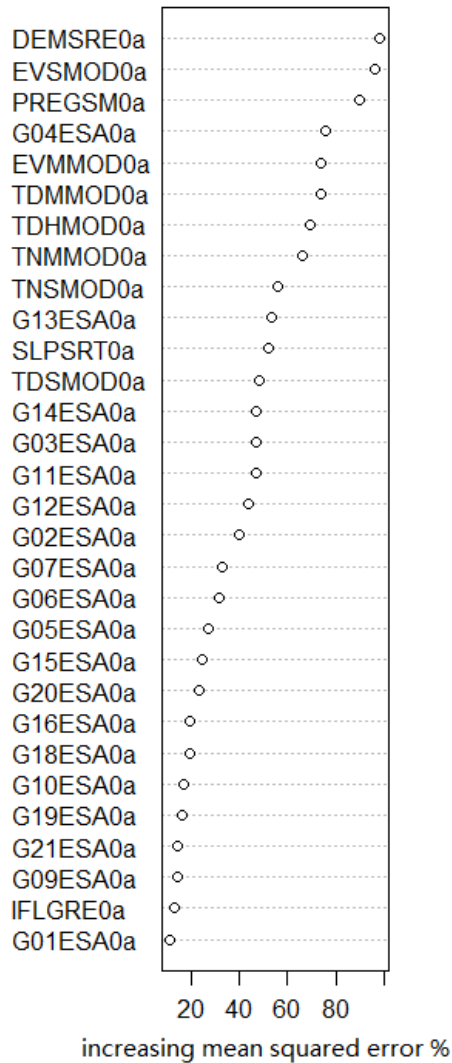 DEMSRE0a
EVSMOD0a
PREGSM0a
G04ESA0a
EVMMOD0a
TDMMOD0a
TDHMOD0a
TNMMOD0a
TNSMOD0a
G13ESA0a
SLPSRT0a
TDSMOD0a
G14ESA0a
G03ESA0a
G11ESA0a
G12ESA0a
G02ESA0a
G07ESA0a
G06ESA0a
G05ESA0a
G15ESA0a
G20ESA0a
G16ESA0a
G18ESA0a
G10ESA0a
G19ESA0a
G21ESA0a
G09ESA0a
IFLGRE0a
G01ESA0a
20 40 60 80
increasing mean squared error %